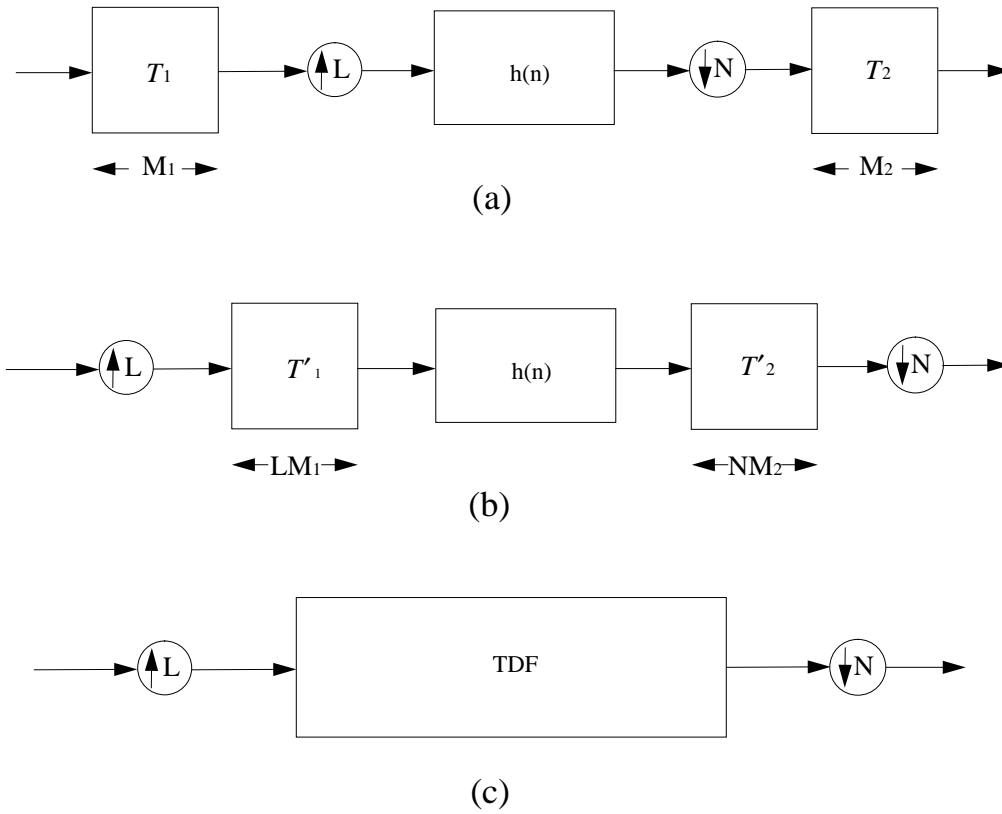 T1 L h(n) N T2
M1 M2
(a)
L T′1 h(n) T′2 N
LM1 NM2
(b)
L TDF N
(c)